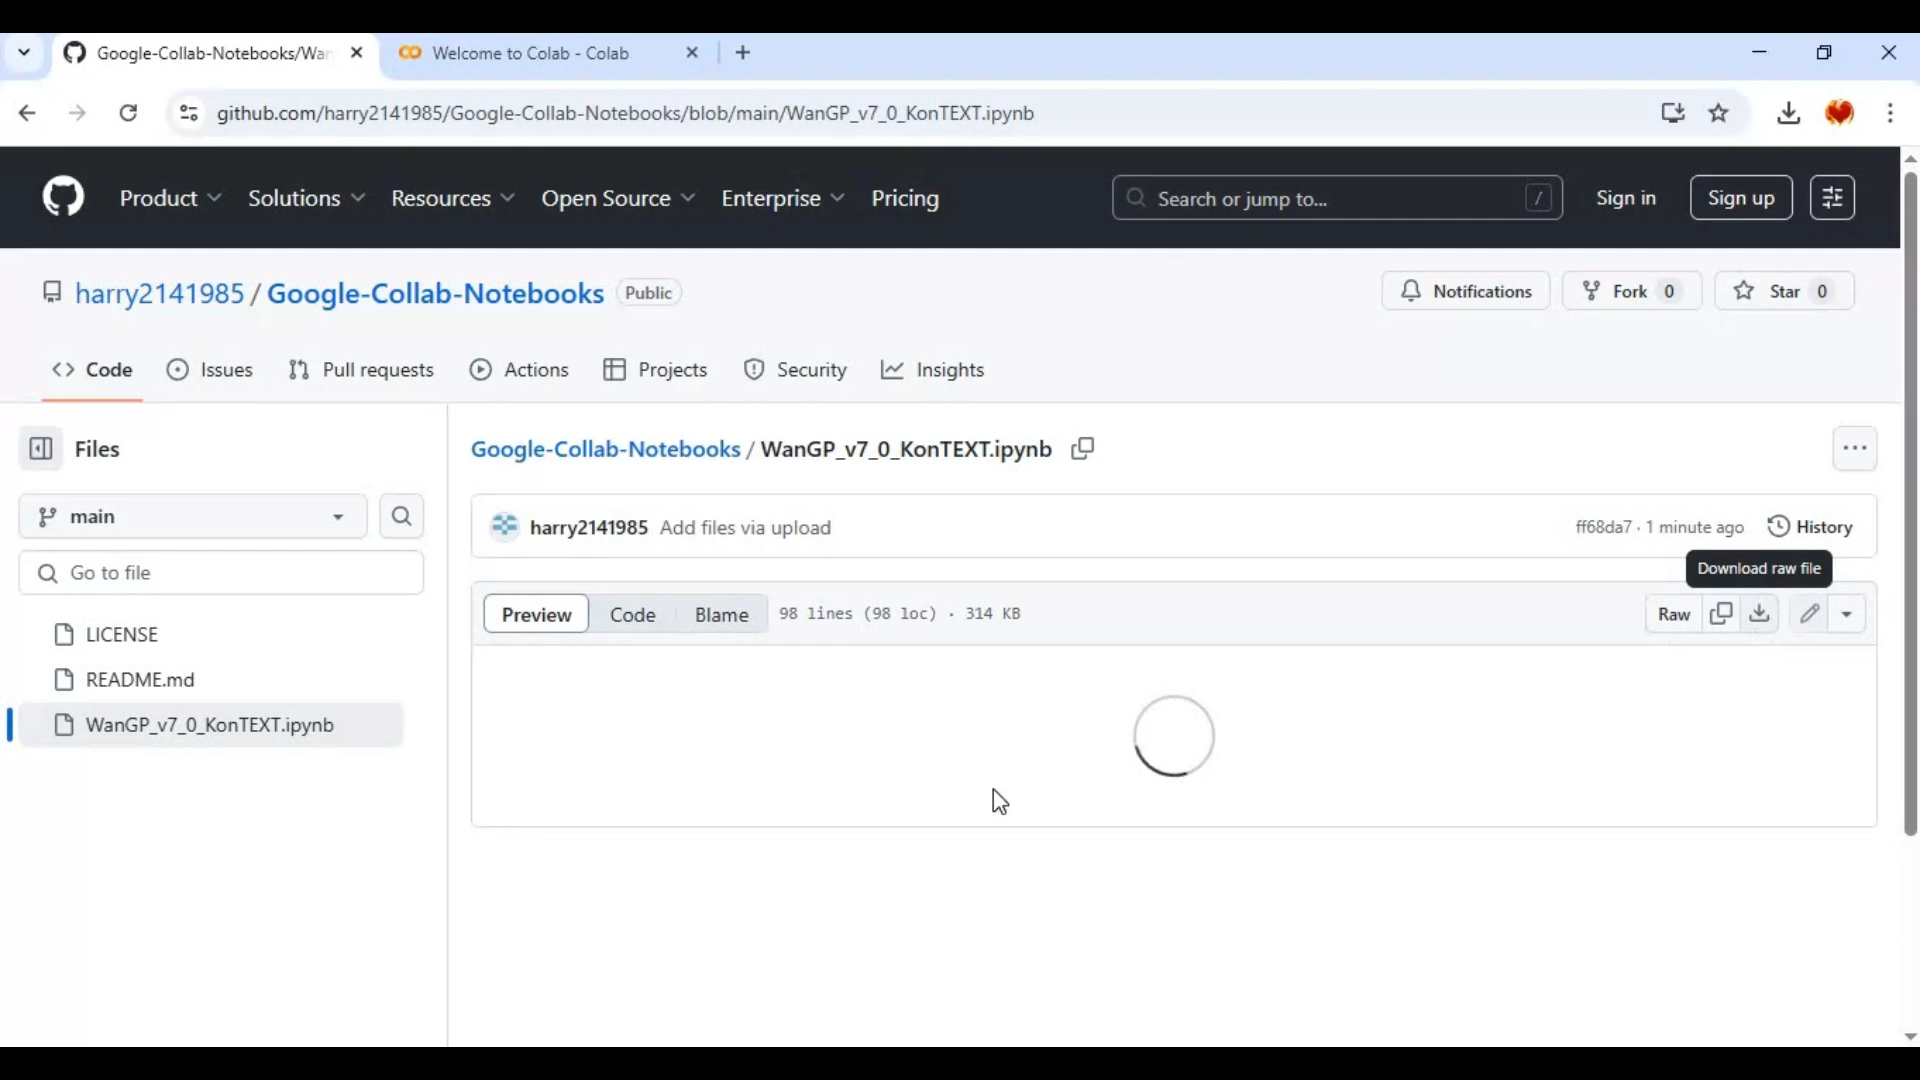 Google-Collab-Notebooks/Wan
Welcome to Colab - Colab
github.com/harry2141985/Google-Collab-Notebooks/blob/main/WanGP_v7_0_KonTEXT.ipynb
Product Solutions Resources Open Source Enterprise Pricing Search or jump to... / Sign in Sign up
harry2141985 / Google-Collab-Notebooks Public Notifications Fork 0 Star 0
<> Code Issues Pull requests Actions Projects Security Insights
Files
main
Go to file
LICENSE
README.md
WanGP_v7_0_KonTEXT.ipynb
Google-Collab-Notebooks / WanGP_v7_0_KonTEXT.ipynb
harry2141985 Add files via upload ff68da7 · 1 minute ago History
Download raw file
Preview Code Blame 98 lines (98 loc) · 314 KB Raw